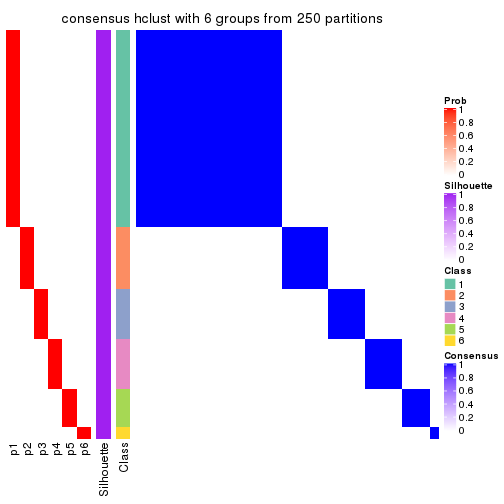 consensus hclust with 6 groups from 250 partitions
Prob
1
0.8
0.6
0.4
0.2
0
Silhouette
1
0.8
0.6
0.4
0.2
0
Class
1
2
3
4
5
6
Consensus
1
0.8
0.6
0.4
0.2
0
p1
p2
p3
p4
p5
p6
Silhouette
Class